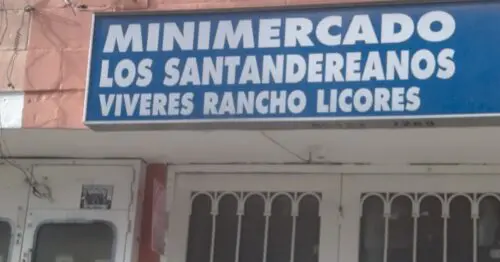 MINIMERCADO
LOS SANTANDEREANOS
VIVERES RANCHO LICORES